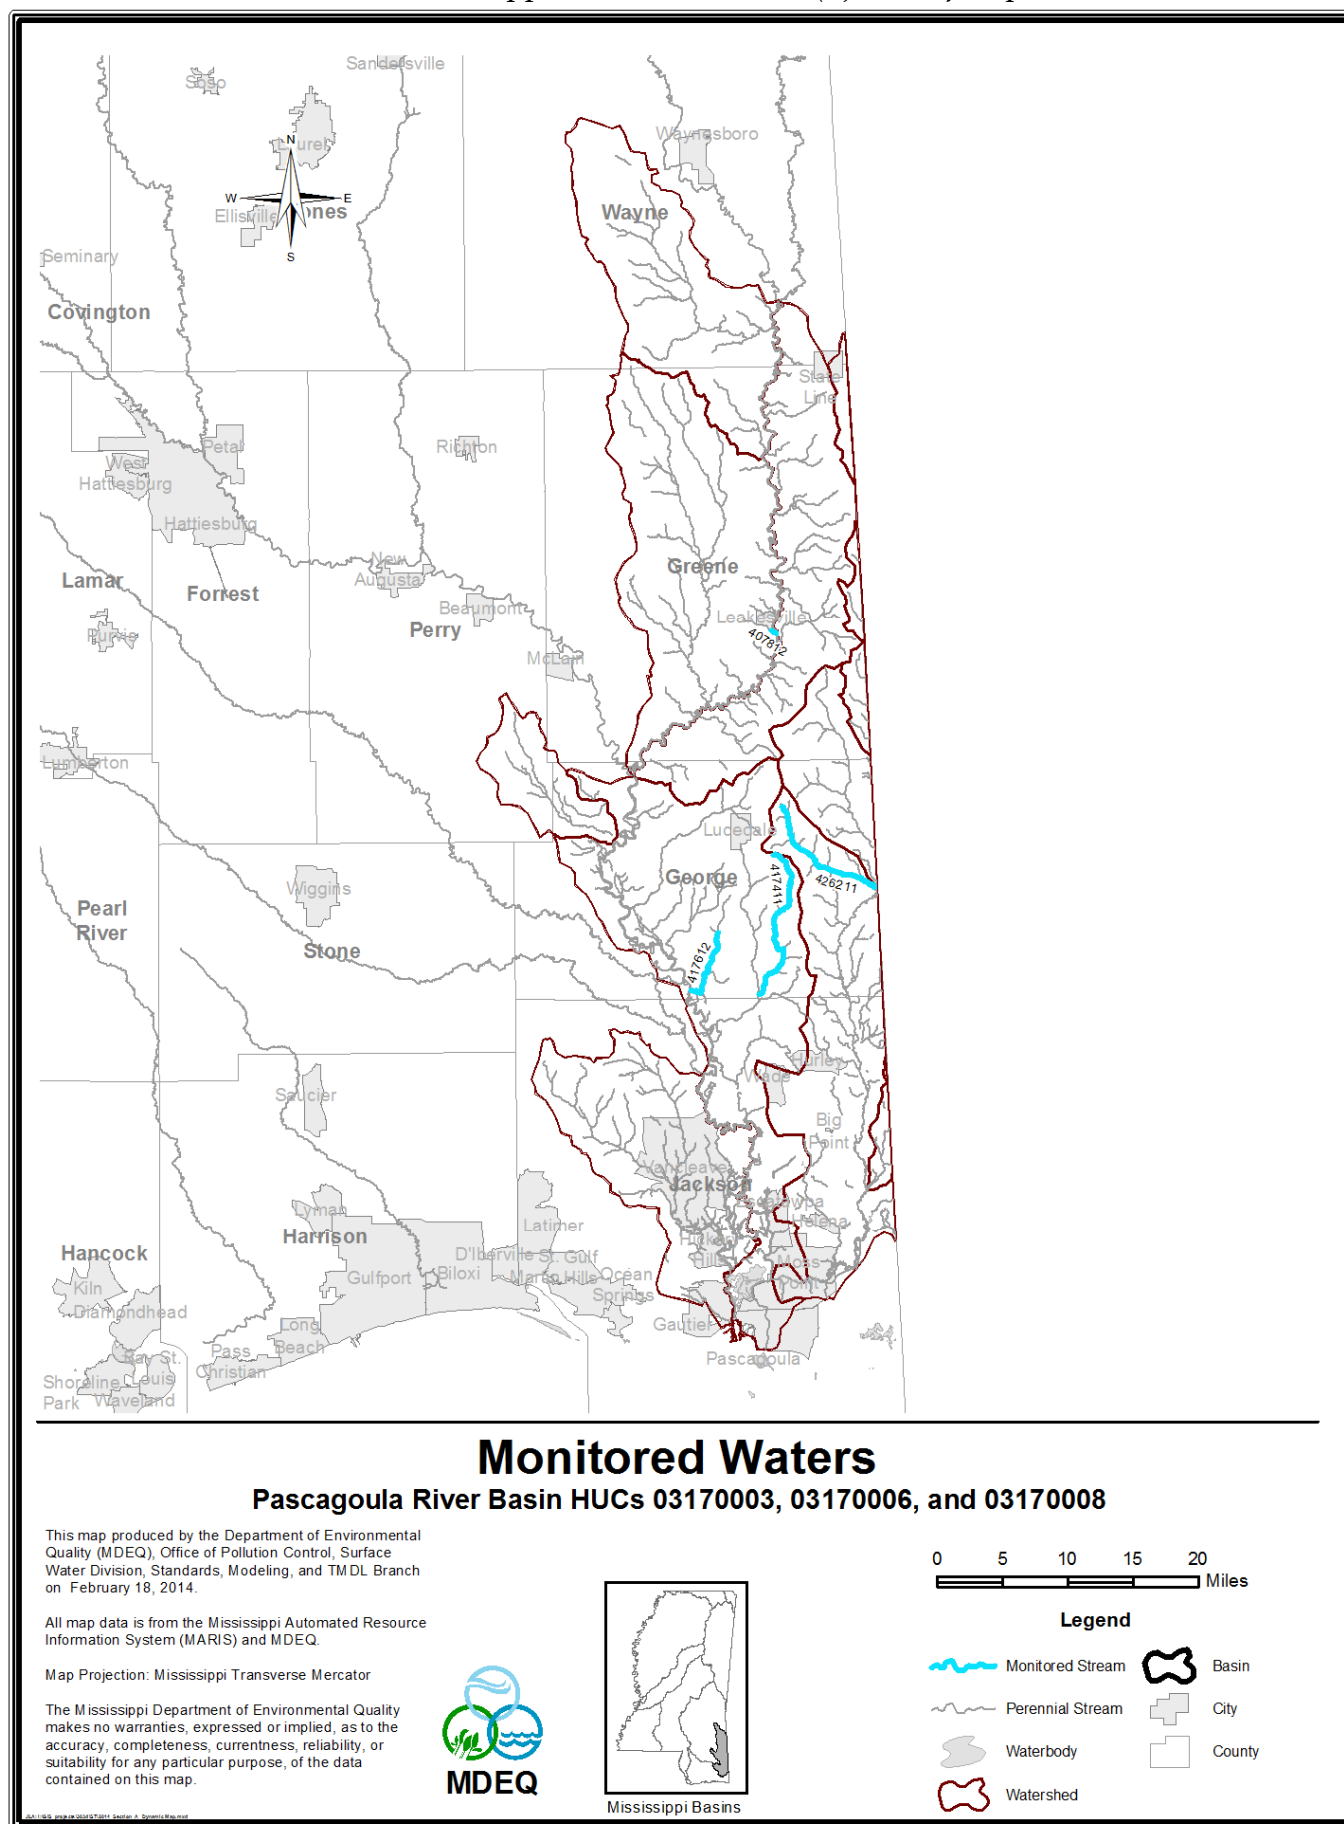 Sandersville
Soso
Waynesboro
N
Laurel
W
E
Wayne
Ellisville
Jones
S
Seminary
Covington
State
Line
Petal
Richton
West
Hattiesburg
Hattiesburg
New
Augusta
Greene
Lamar
Forrest
Beaumont
Leakesville
Perry
Purvis
407812
McLain
Lumberton
Lucedale
George
417411
426211
Wiggins
Pearl
River
Stone
417612
Hurley
Wade
Saucier
Big
Point
Vancleave
Jackson
Escatawpa
Lyman
Helena
Latimer
Harrison
Hickory
Hills
Hancock
D'Iberville
St.
Gulf
Moss
Point
Gulfport
Biloxi
Martin
Hills
Ocean
Springs
Kiln
Diamondhead
Long
Beach
Gautier
Pass
Christian
Pascagoula
Bay St.
Louis
Shoreline
Park
Waveland
Monitored Waters
Pascagoula River Basin HUCs 03170003, 03170006, and 03170008
This map produced by the Department of Environmental
Quality (MDEQ), Office of Pollution Control, Surface
Water Division, Standards, Modeling, and TMDL Branch
on February 18, 2014.
All map data is from the Mississippi Automated Resource
Information System (MARIS) and MDEQ.
Map Projection: Mississippi Transverse Mercator
The Mississippi Department of Environmental Quality
makes no warranties, expressed or implied, as to the
accuracy, completeness, currentness, reliability, or
suitability for any particular purpose, of the data
contained on this map.
MDEQ
Mississippi Basins
0 5 10 15 20
Miles
Legend
Monitored Stream
Basin
Perennial Stream
City
Waterbody
County
Watershed